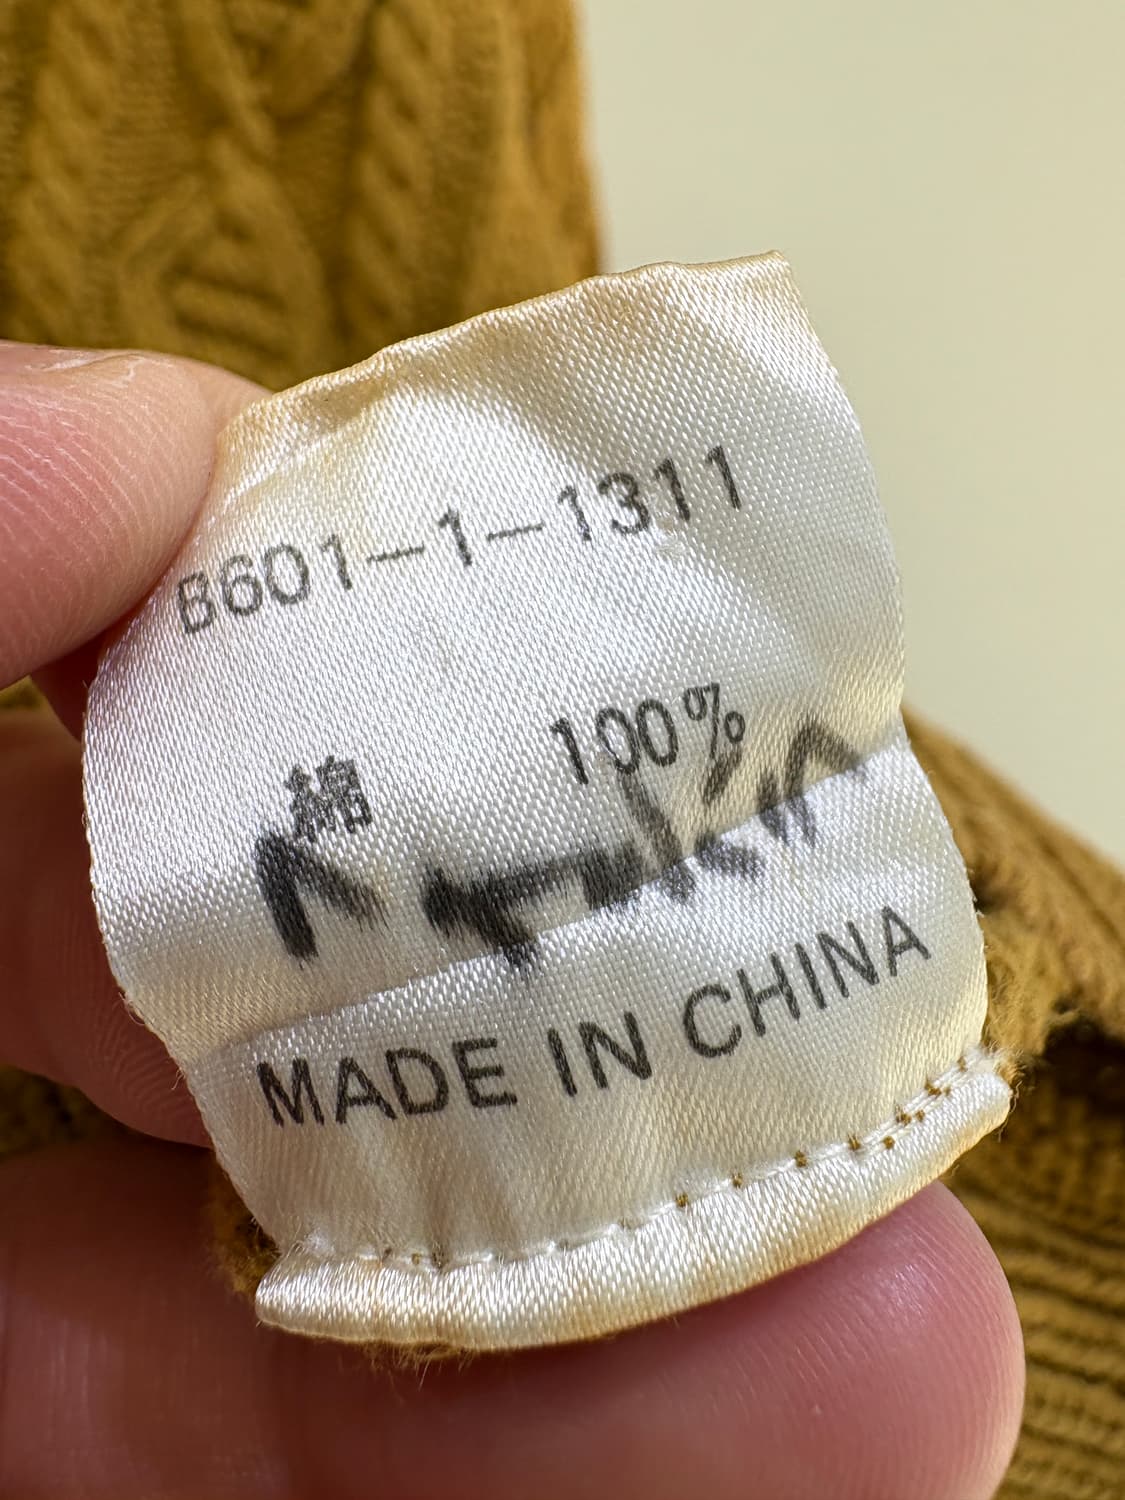 B601-1-1311
綿 100%
MADE IN CHINA